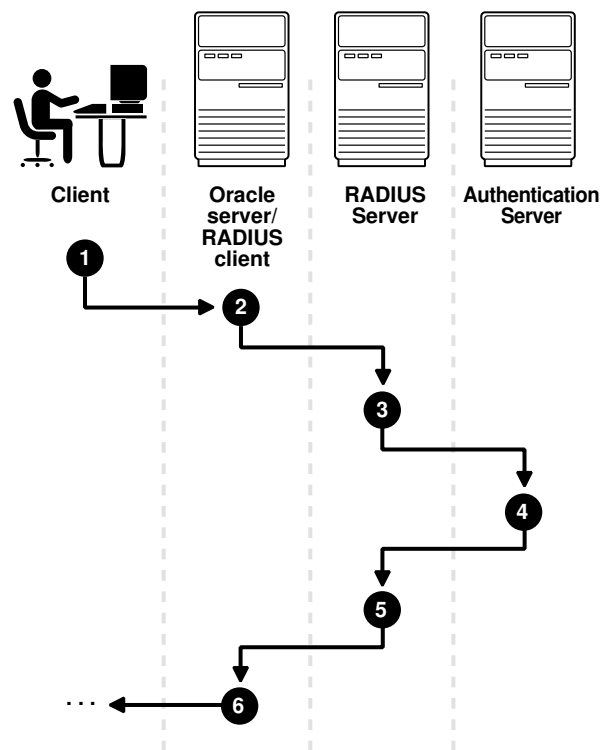 Client
Oracle
server/
RADIUS
client
RADIUS
Server
Authentication
Server
1
2
3
4
5
6
. . .